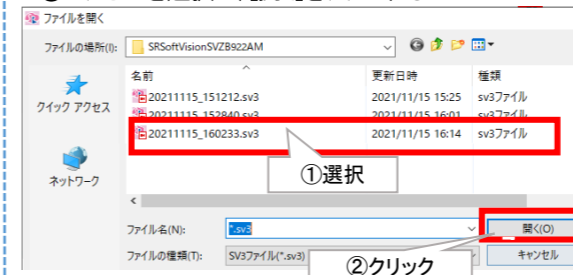 ファイルを開く
ファイルの場所(I): SRSoftVisionSVZB922AM
名前 更新日時 種類
20211115_151212.sv3 2021/11/15 15:25 sv3ファイル
20211115_152840.sv3 2021/11/15 16:01 sv3ファイル
20211115_160233.sv3 2021/11/15 16:14 sv3ファイル
クイック アクセス
ネットワーク
①選択
ファイル名(N): *.sv3 開く(O)
ファイルの種類(T): SV3ファイル(*.sv3) キャンセル
②クリック